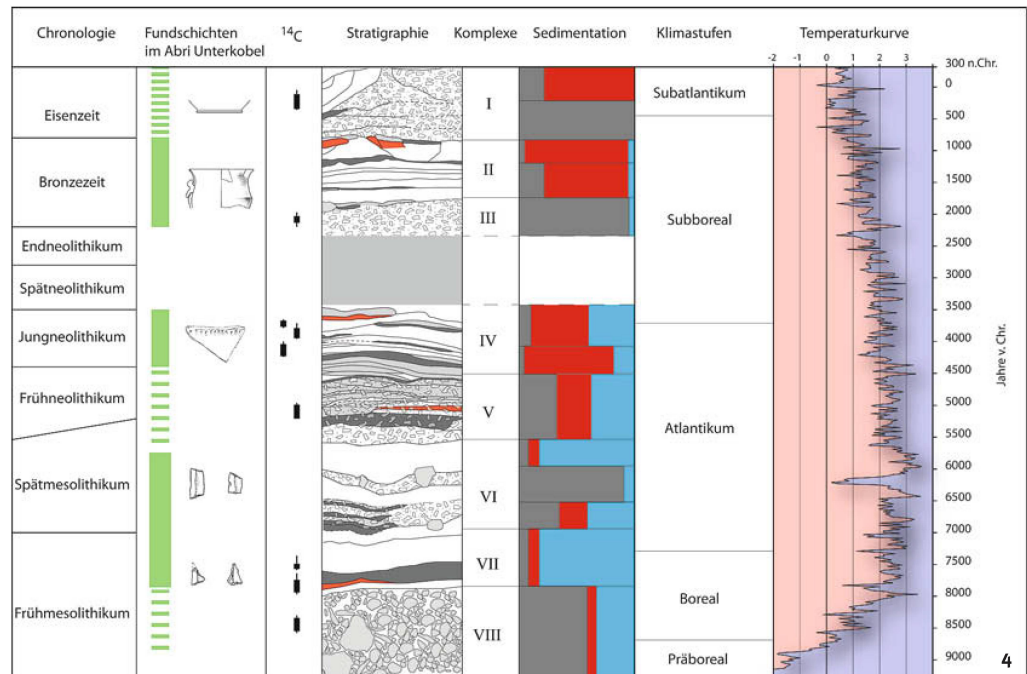 Chronologie
Fundschichten
im Abri Unterkobel
14C
Stratigraphie
Komplexe
Sedimentation
Klimastufen
Temperaturkurve
-2 -1 0 1 2 3
Eisenzeit
Bronzezeit
Endneolithikum
Spätneolithikum
Jungneolithikum
Frühneolithikum
Spätmesolithikum
Frühmesolithikum
I
II
III
IV
V
VI
VII
VIII
Subatlantikum
Subboreal
Atlantikum
Boreal
Präboreal
300 n.Chr.
0
500
1000
1500
2000
2500
3000
3500
4000
4500
5000
5500
6000
6500
7000
7500
8000
8500
9000
Jahre v. Chr.
4